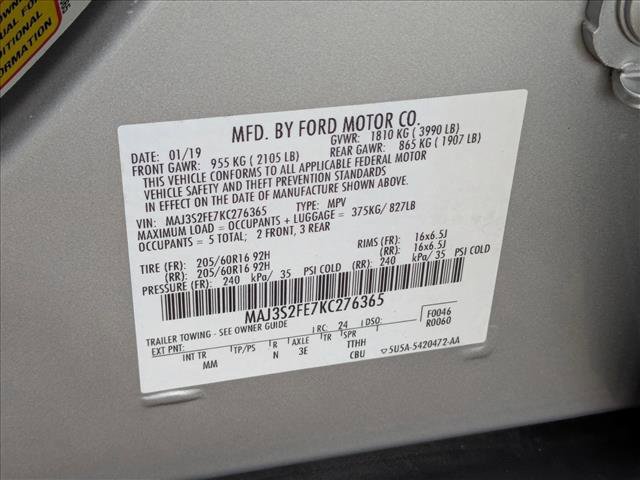 OWNER
ADDITIONAL
INFORMATION
MFD. BY FORD MOTOR CO.
DATE: 01/19 GVWR: 1810 KG ( 3990 LB)
FRONT GAWR: 955 KG ( 2105 LB) REAR GAWR: 865 KG ( 1907 LB)
THIS VEHICLE CONFORMS TO ALL APPLICABLE FEDERAL MOTOR
VEHICLE SAFETY AND THEFT PREVENTION STANDARDS
IN EFFECT ON THE DATE OF MANUFACTURE SHOWN ABOVE.
VIN: MAJ3S2FE7KC276365 TYPE: MPV
MAXIMUM LOAD = OCCUPANTS + LUGGAGE = 375KG/ 827LB
OCCUPANTS = 5 TOTAL; 2 FRONT, 3 REAR
TIRE (FR): 205/60R16 92H RIMS (FR): 16x6.5J
(RR): 205/60R16 92H (RR): 16x6.5J
PRESSURE (FR): 240 kPa/ 35 PSI COLD (RR): 240 kPa/ 35 PSI COLD
MAJ3S2FE7KC276365
TRAILER TOWING - SEE OWNER GUIDE
EXT PNT: RC: 24 DSO: F0046
INT TR TP/PS R AXLE TR SPR R0060
MM N 3E TTHH
CBU 5U5A-5420472-AA